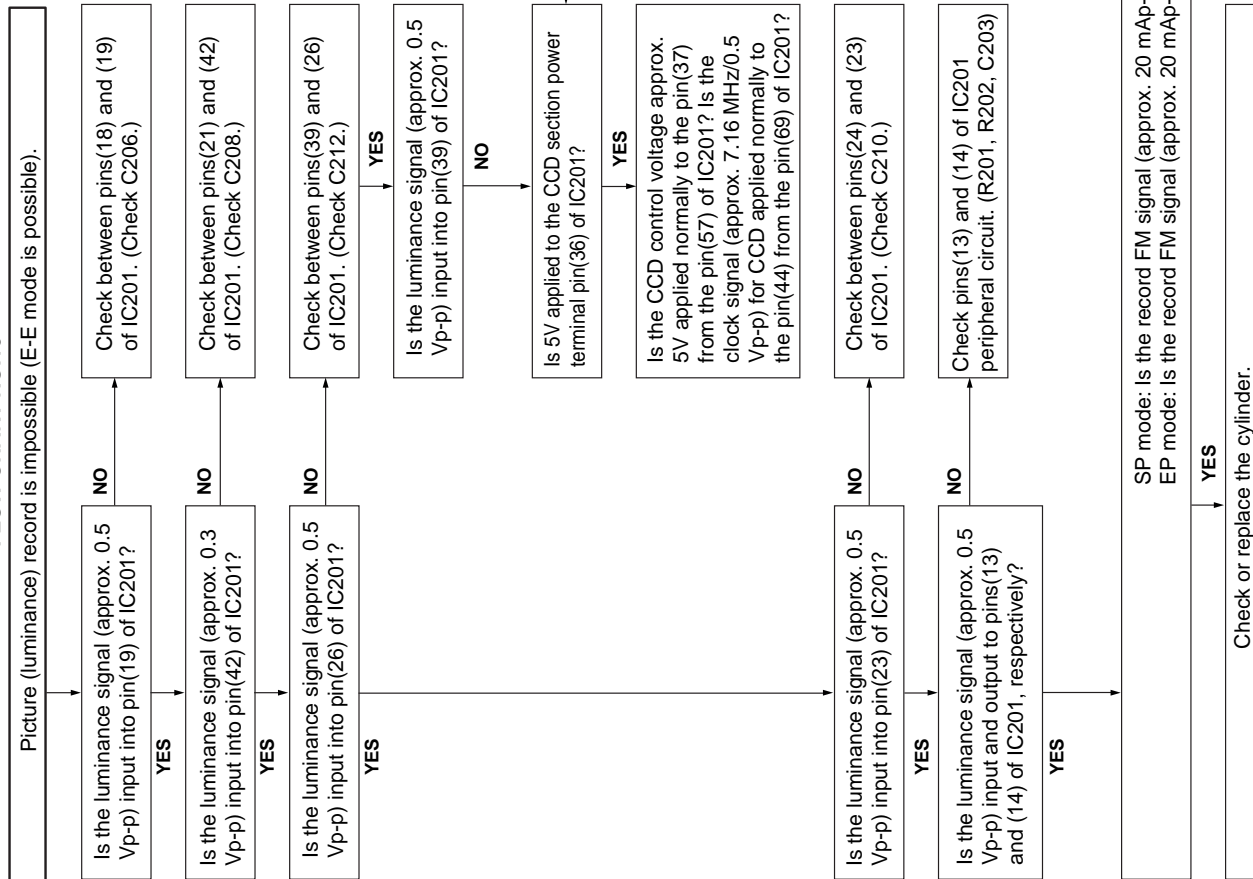 Picture (luminance) record is impossible (E-E mode is possible).
Is the luminance signal (approx. 0.5
Vp-p) input into pin(19) of IC201?
NO
Check between pins(18) and (19)
of IC201. (Check C206.)
YES
Is the luminance signal (approx. 0.3
Vp-p) input into pin(42) of IC201?
NO
Check between pins(21) and (42)
of IC201. (Check C208.)
YES
Is the luminance signal (approx. 0.5
Vp-p) input into pin(26) of IC201?
NO
Check between pins(39) and (26)
of IC201. (Check C212.)
YES
YES
Is the luminance signal (approx. 0.5
Vp-p) input into pin(39) of IC201?
NO
Is 5V applied to the CCD section power
terminal pin(36) of IC201?
YES
Is the CCD control voltage approx.
5V applied normally to the pin(37)
from the pin(57) of IC201? Is the
clock signal (approx. 7.16 MHz/0.5
Vp-p) for CCD applied normally to
the pin(44) from the pin(69) of IC201?
Is the luminance signal (approx. 0.5
Vp-p) input into pin(23) of IC201?
NO
Check between pins(24) and (23)
of IC201. (Check C210.)
YES
Is the luminance signal (approx. 0.5
Vp-p) input and output to pins(13)
and (14) of IC201, respectively?
NO
Check pins(13) and (14) of IC201
peripheral circuit. (R201, R202, C203)
YES
SP mode: Is the record FM signal (approx. 20 mAp-
EP mode: Is the record FM signal (approx. 20 mAp-
YES
Check or replace the cylinder.